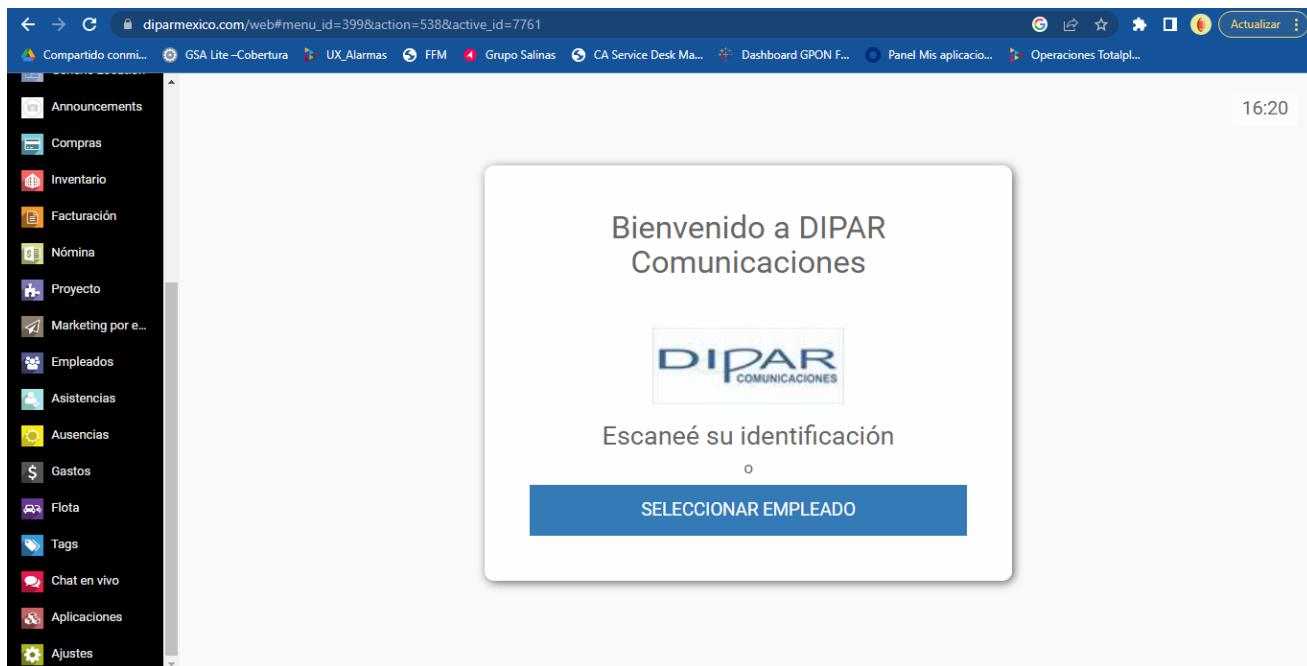 diparmexico.com/web#menu_id=399&action=538&active_id=7761
Actualizar
Compartido conmi...
GSA Lite –Cobertura
UX_Alarmas
FFM
Grupo Salinas
CA Service Desk Ma...
Dashboard GPON F...
Panel Mis aplicacio...
Operaciones Totalpl...
Announcements
Compras
Inventario
Facturación
Nómina
Proyecto
Marketing por e...
Empleados
Asistencias
Ausencias
Gastos
Flota
Tags
Chat en vivo
Aplicaciones
Ajustes
16:20
Bienvenido a DIPAR
Comunicaciones
DIPAR
COMUNICACIONES
Escaneé su identificación
o
SELECCIONAR EMPLEADO